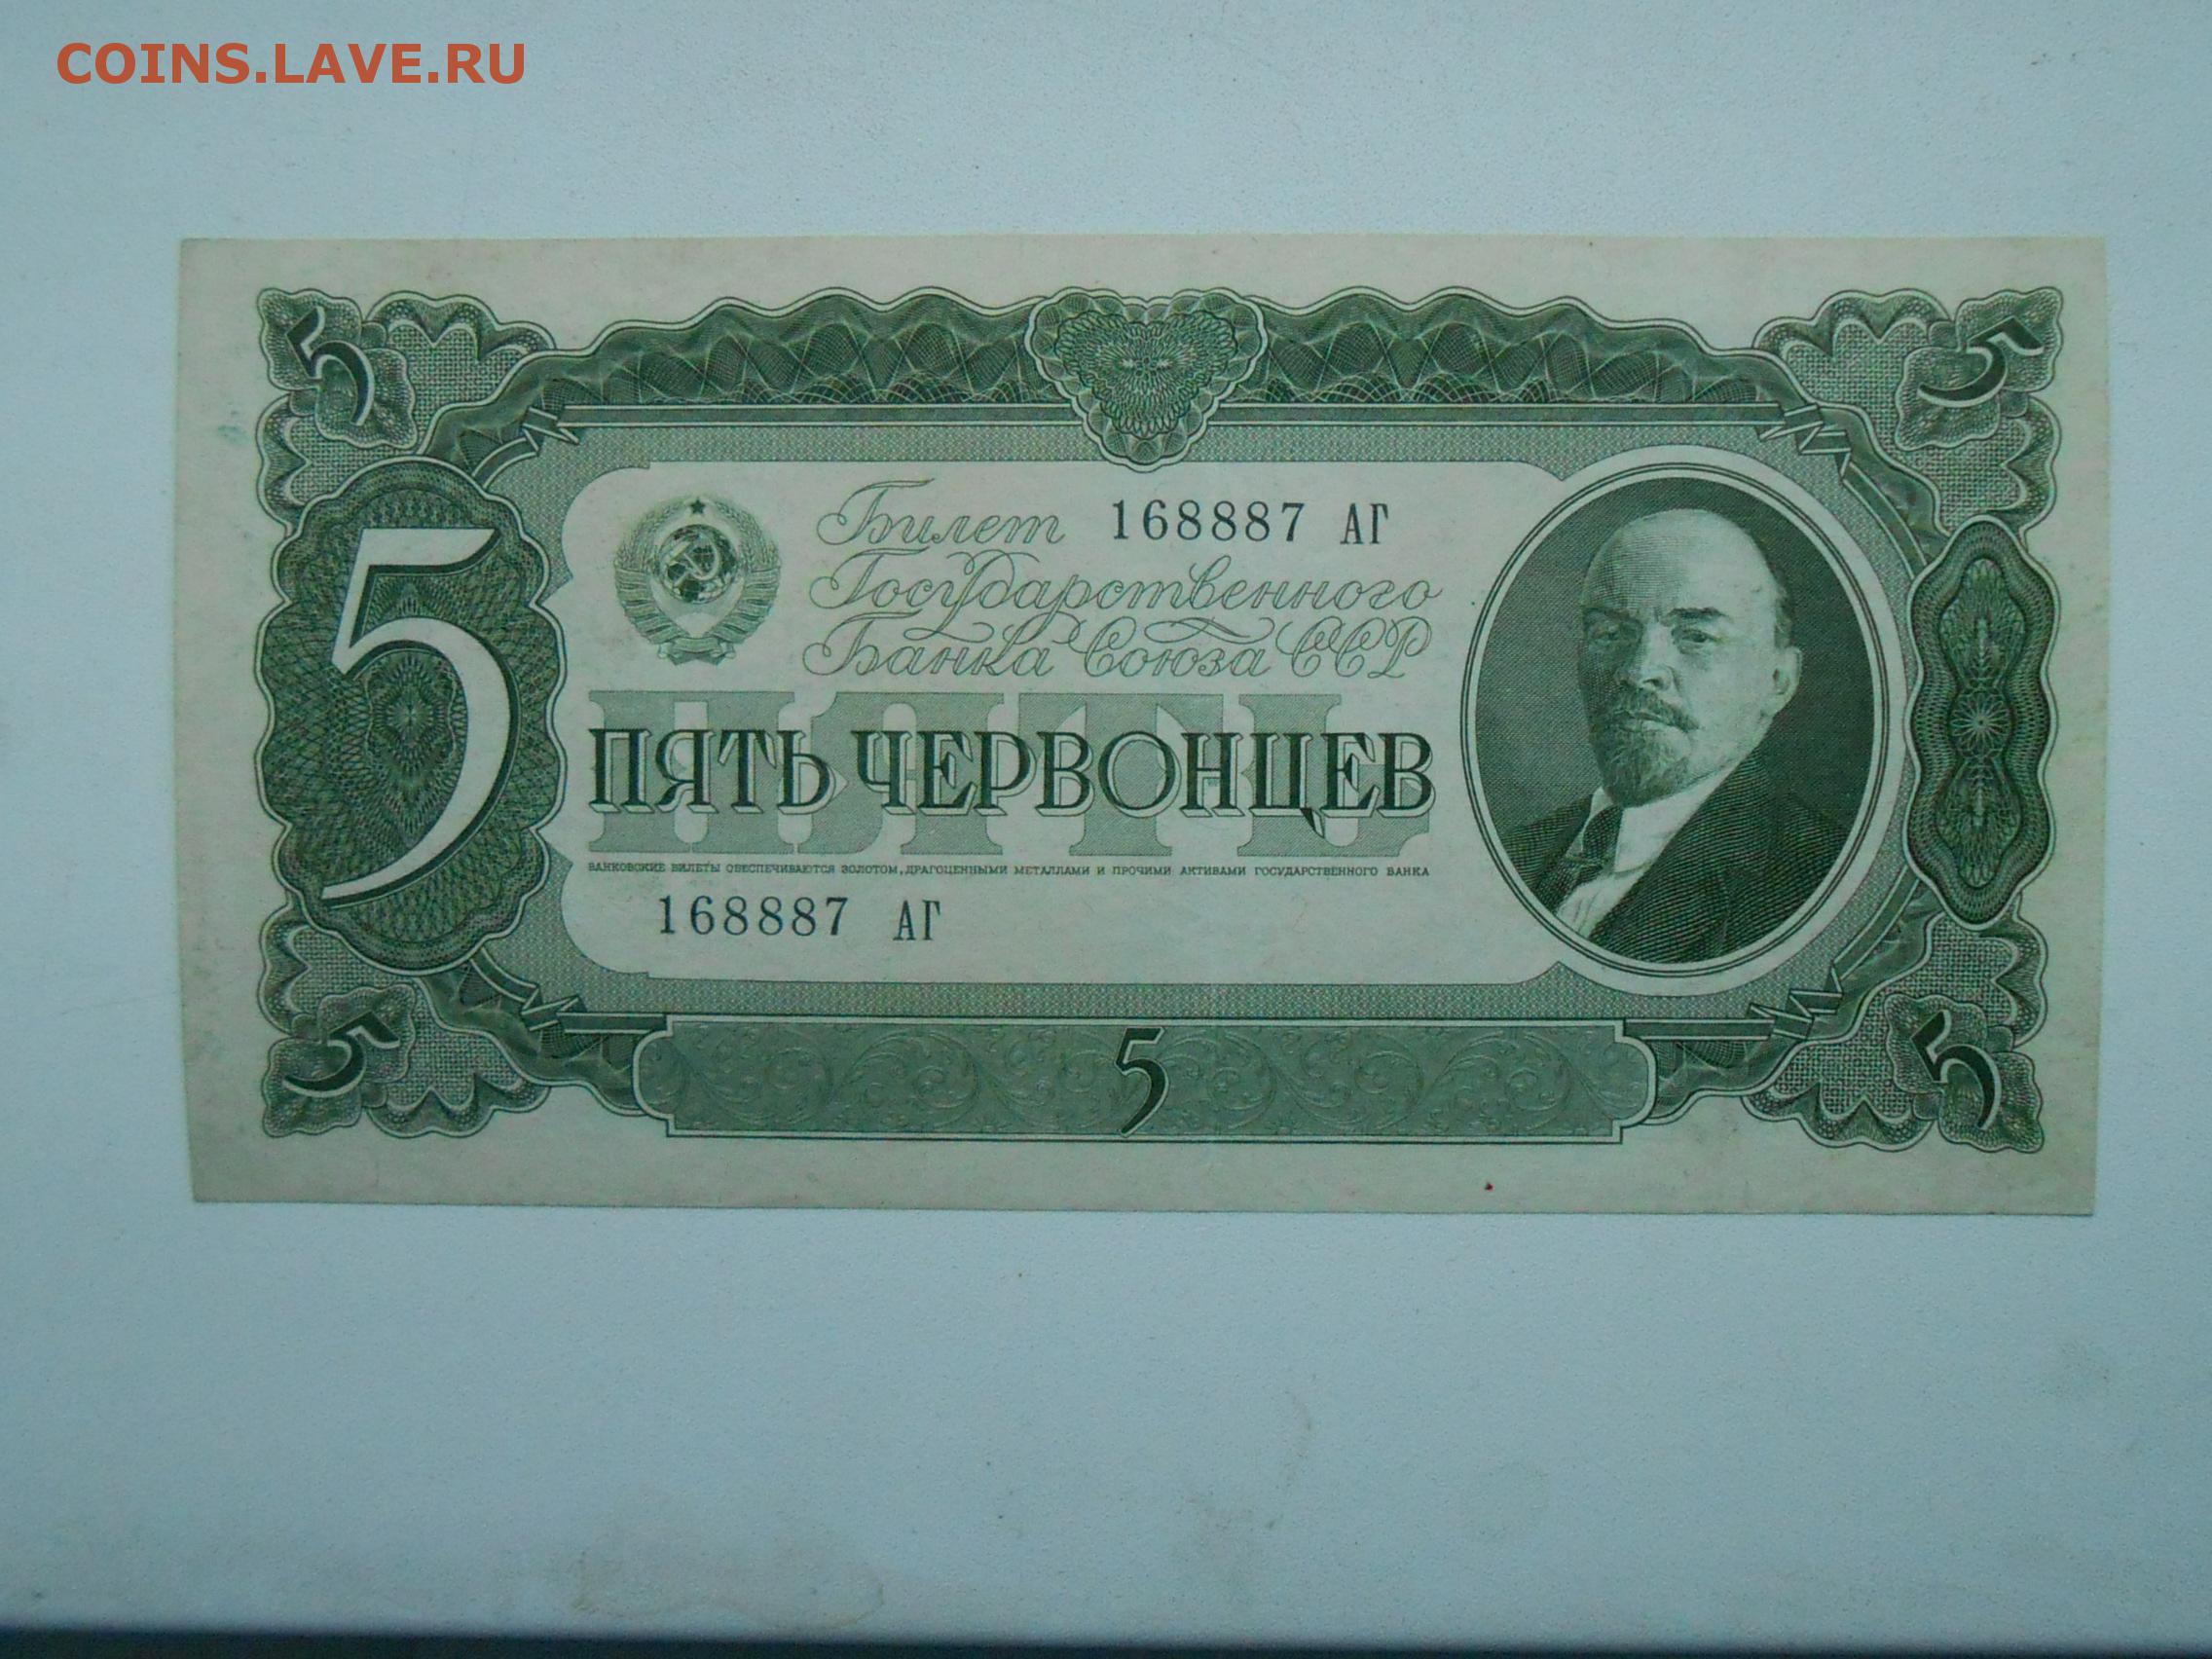 COINS.LAVE.RU
5 5
Билет 168887 АГ
Государственного
Банка Союза ССР
5
ПЯТЬ
ПЯТЬ ЧЕРВОНЦЕВ
БАНКОВСКИЕ БИЛЕТЫ ОБЕСПЕЧИВАЮТСЯ ЗОЛОТОМ, ДРАГОЦЕННЫМИ МЕТАЛЛАМИ И ПРОЧИМИ АКТИВАМИ ГОСУДАРСТВЕННОГО БАНКА
168887 АГ
5 5 5